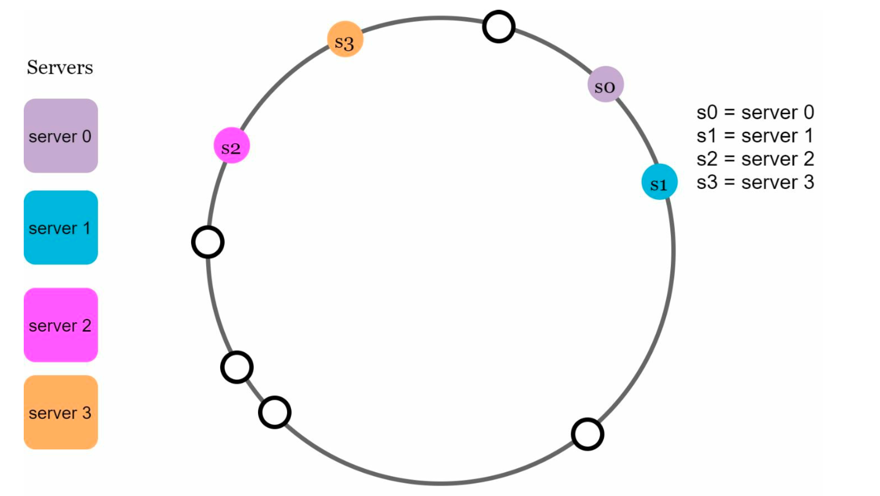 Servers
server 0
server 1
server 2
server 3
s3
s0
s2
s1
s0 = server 0
s1 = server 1
s2 = server 2
s3 = server 3